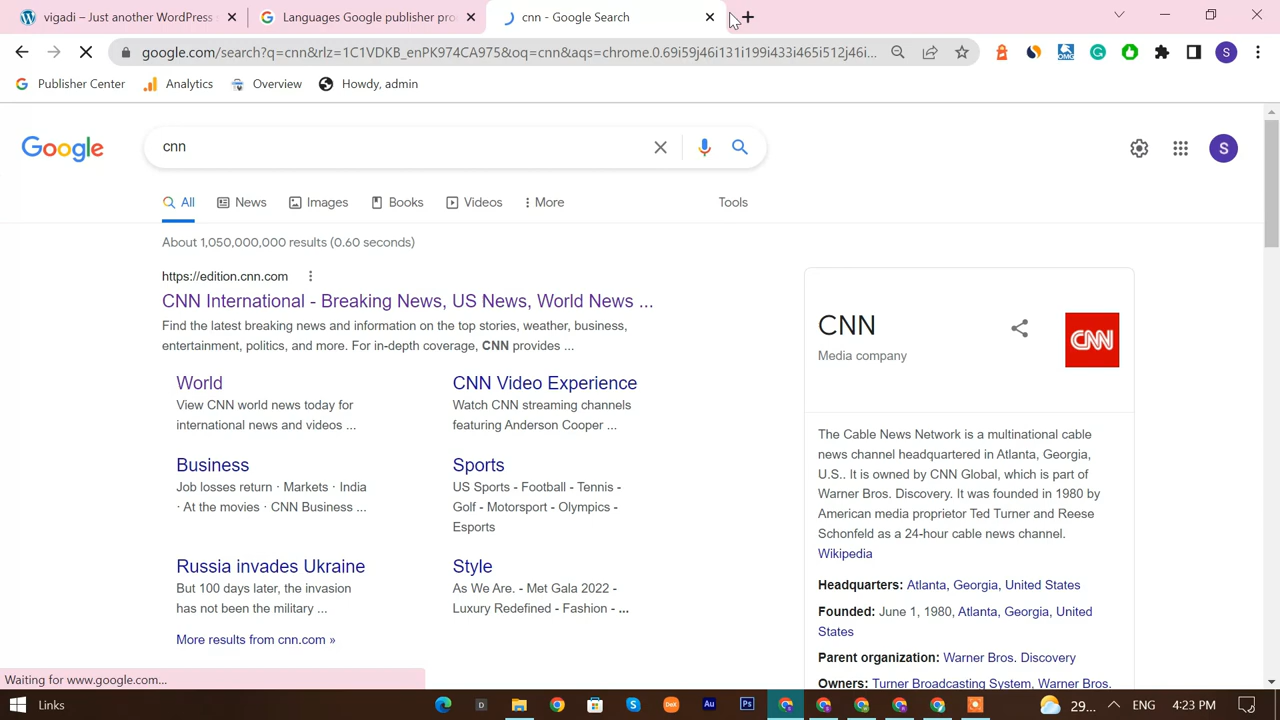 vigadi – Just another WordPress s
Languages Google publisher pro
cnn - Google Search
google.com/search?q=cnn&rlz=1C1VDKB_enPK974CA975&oq=cnn&aqs=chrome.0.69i59j46i131i199i433i465i512j46i...
OMG
S
Publisher Center
Analytics
Overview
Howdy, admin
Google
cnn
S
All
News
Images
Books
Videos
More
Tools
About 1,050,000,000 results (0.60 seconds)
https://edition.cnn.com
CNN International - Breaking News, US News, World News ...
Find the latest breaking news and information on the top stories, weather, business,
entertainment, politics, and more. For in-depth coverage, CNN provides ...
World
View CNN world news today for
international news and videos ...
CNN Video Experience
Watch CNN streaming channels
featuring Anderson Cooper ...
Business
Job losses return · Markets · India
· At the movies · CNN Business ...
Sports
US Sports - Football - Tennis -
Golf - Motorsport - Olympics -
Esports
Russia invades Ukraine
But 100 days later, the invasion
has not been the military ...
Style
As We Are. - Met Gala 2022 -
Luxury Redefined - Fashion - ...
More results from cnn.com »
CNN
Media company
CNN
The Cable News Network is a multinational cable
news channel headquartered in Atlanta, Georgia,
U.S.. It is owned by CNN Global, which is part of
Warner Bros. Discovery. It was founded in 1980 by
American media proprietor Ted Turner and Reese
Schonfeld as a 24-hour cable news channel.
Wikipedia
Headquarters: Atlanta, Georgia, United States
Founded: June 1, 1980, Atlanta, Georgia, United
States
Parent organization: Warner Bros. Discovery
Owners: Turner Broadcasting System, Warner Bros.
Waiting for www.google.com...
Links
D
S
DeX
Au
Ps
29...
4:23 PM